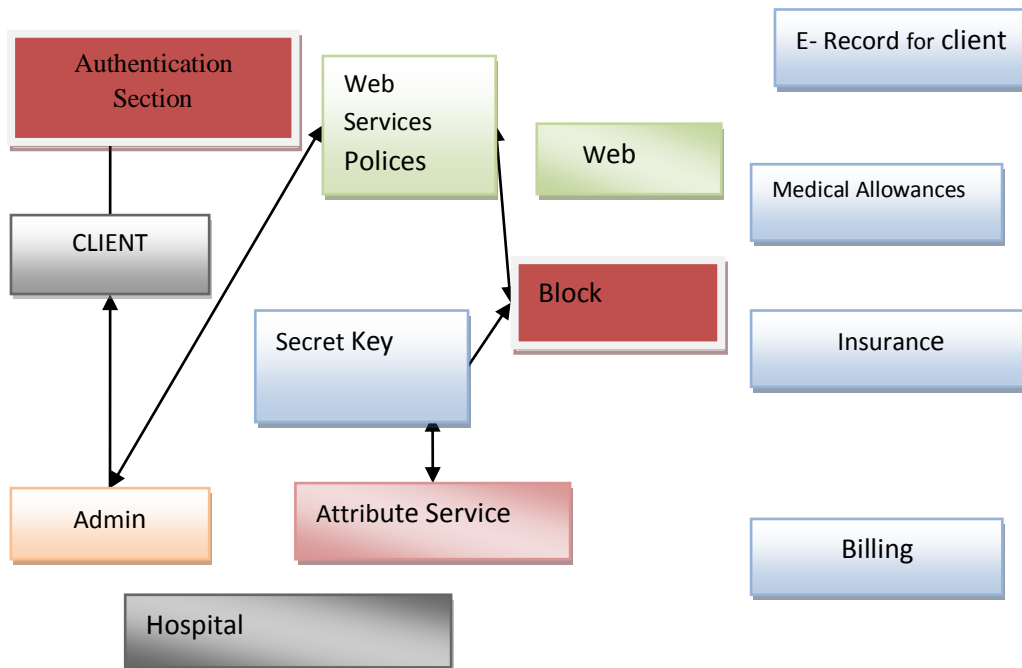 Authentication
Section
Web
Services
Polices
E- Record for client
Web
Medical Allowances
CLIENT
Block
Secret Key
Insurance
Admin
Attribute Service
Billing
Hospital